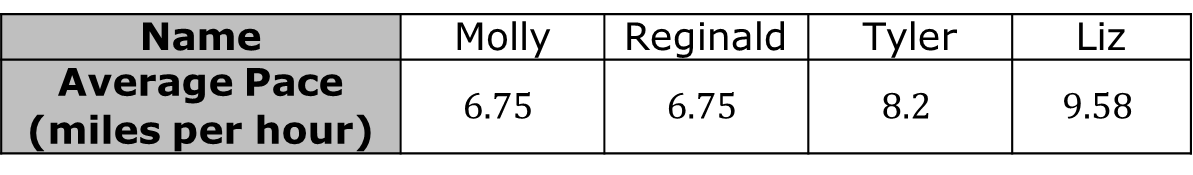 Name Molly Reginald Tyler Liz
Average Pace
(miles per hour) 6.75 6.75 8.2 9.58